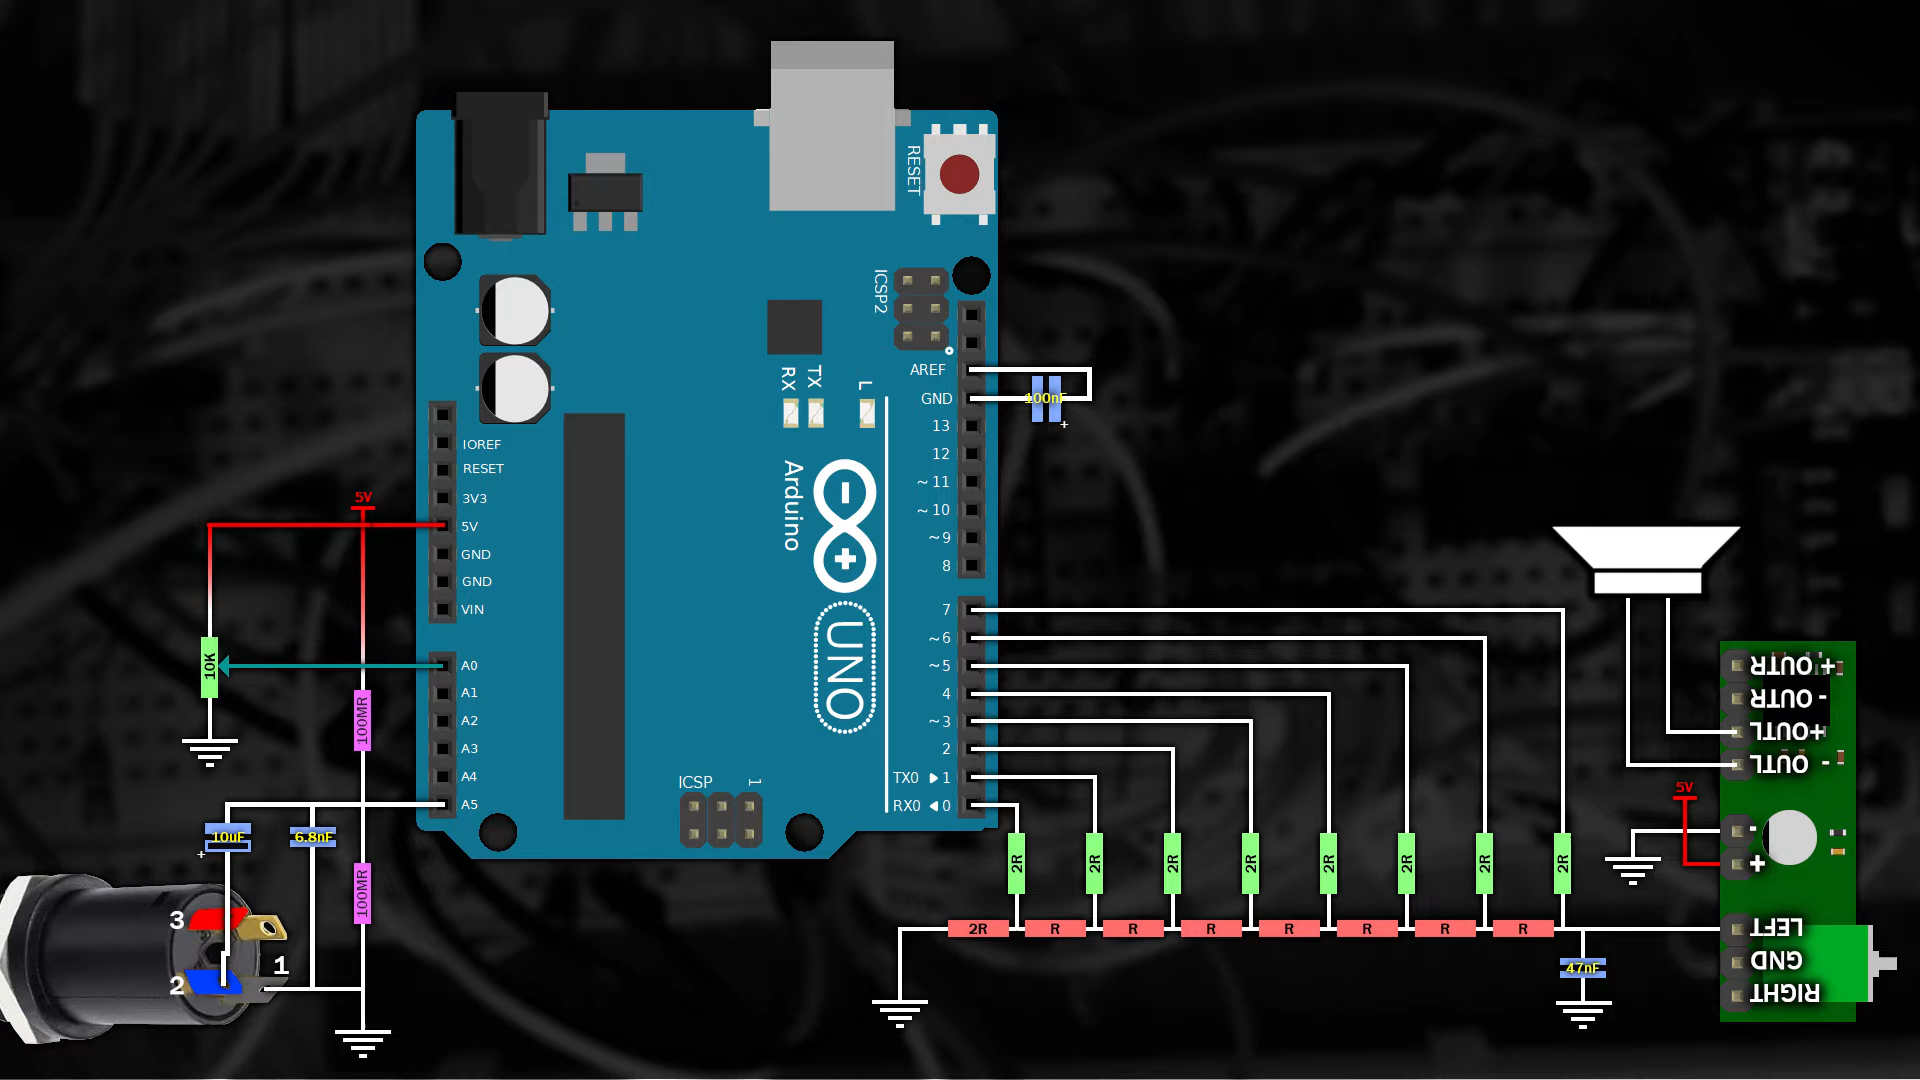 RESET
ICSP2
RX
TX
L
AREF
GND
13
12
~11
~10
~9
8
7
~6
~5
4
~3
2
TX0 ▶ 1
RX0 ◀ 0
100nF
+
IOREF
RESET
3V3
5V
GND
GND
VIN
A0
A1
A2
A3
A4
A5
Arduino
UNO
ICSP
1
5V
10K
100MR
100MR
10uF
+
6.8nF
3
2
1
2R
2R
2R
2R
2R
2R
2R
2R
2R
R
R
R
R
R
R
R
47nF
5V
+ OUTR
- OUTR
+OUTL
- OUTL
-
+
LEFT
GND
RIGHT